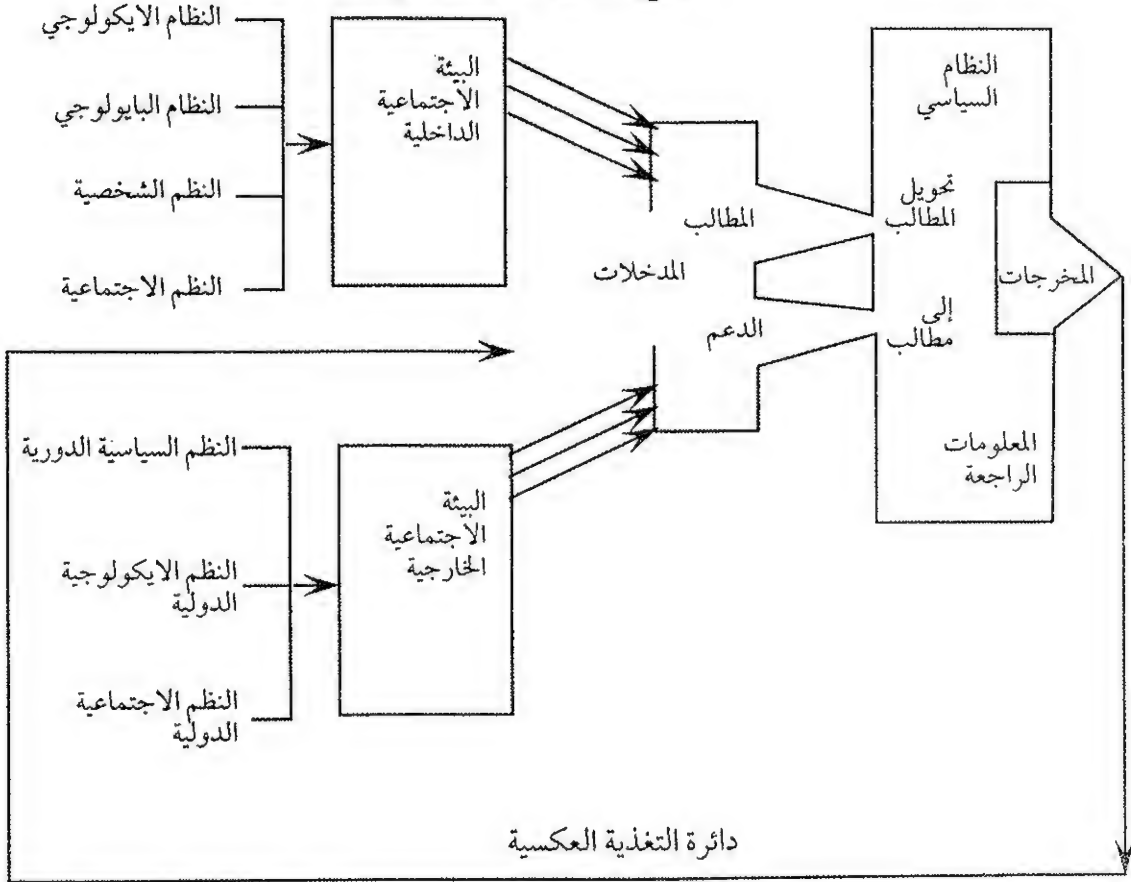 النظام الايكولوجي
النظام البايولوجي
النظم الشخصية
النظم الاجتماعية
البيئة
الاجتماعية
الداخلية
المطالب
المدخلات
الدعم
النظام
السياسي
تحويل
المطالب
إلى
مطالب
المخرجات
المعلومات
الراجعة
النظم السياسية الدورية
النظم الايكولوجية
الدولية
النظم الاجتماعية
الدولية
البيئة
الاجتماعية
الخارجية
دائرة التغذية العكسية